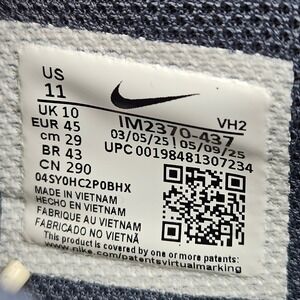 US
11
UK 10
EUR 45
cm 29
BR 43
CN 290
VH2
IM2370-437
03/05/25 | 05/09/25
UPC 00198481307234
04SY0HC2P0BHX
MADE IN VIETNAM
HECHO EN VIETNAM
FABRIQUÉ AU VIETNAM
FABRICADO NO VIETNÃ
This product is covered by one or more patents:
www.nike.com/patentsvirtualmarking